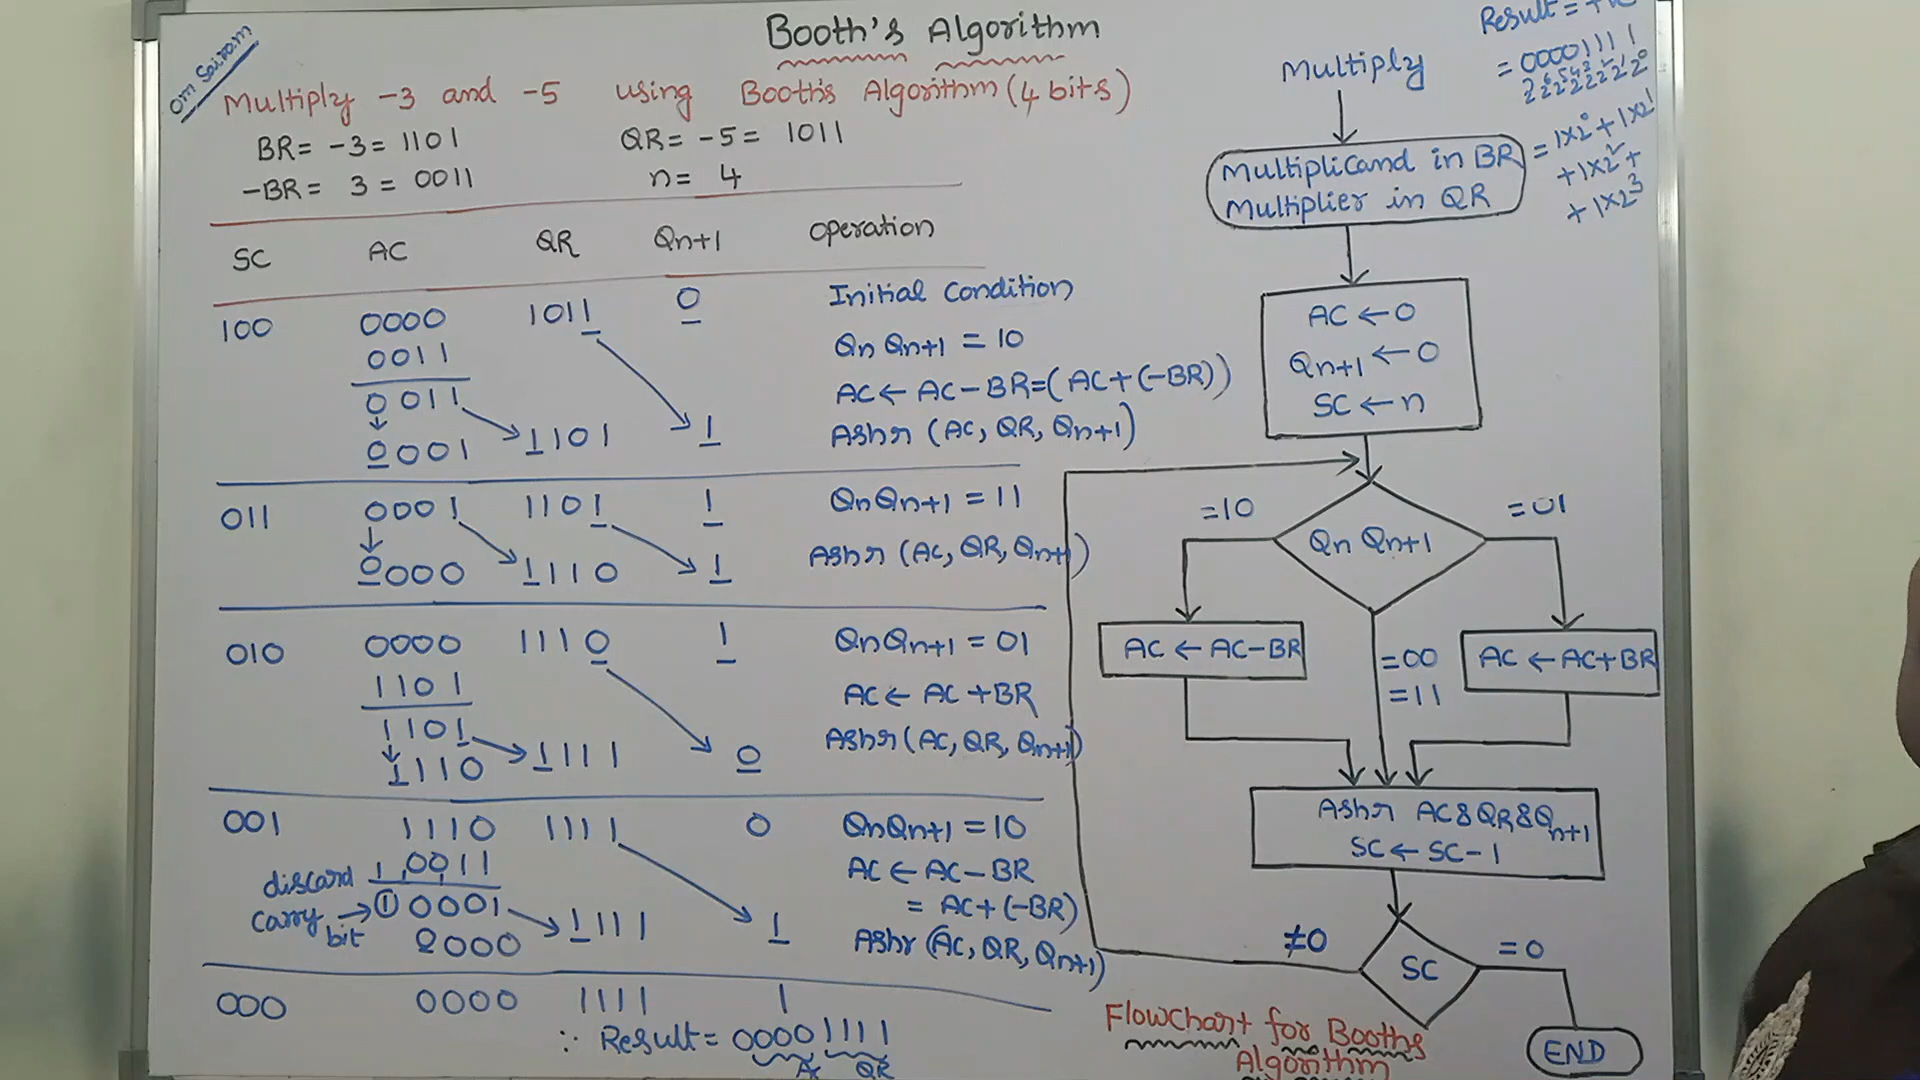 Om Sairam
Booth's Algorithm
Multiply -3 and -5 using Booth's Algorithm (4 bits)
BR = -3 = 1101 QR = -5 = 1011
-BR = 3 = 0011 n = 4
SC AC QR Qn+1 Operation
100 0000 1011 0 Initial Condition
0011 Qn Qn+1 = 10
0011 AC ← AC - BR = (AC + (-BR))
0001 1101 1 Ashr (AC, QR, Qn+1)
011 0001 1101 1 QnQn+1 = 11
0000 1110 1 Ashr (AC, QR, Qn+1)
010 0000 1110 1 QnQn+1 = 01
1101 AC ← AC + BR
1101
1110 1111 0 Ashr (AC, QR, Qn+1)
001 1110 1111 0 QnQn+1 = 10
discard 0011 AC ← AC - BR
carry bit → 1 0001 = AC + (-BR)
0000 1111 1 Ashr (AC, QR, Qn+1)
000 0000 1111 1
∵ Result = 00001111
AC QR
Multiply
Multiplicand in BR
Multiplier in QR
AC ← 0
Qn+1 ← 0
SC ← n
=10 Qn Qn+1 =01
AC ← AC-BR =00 AC ← AC+BR
=11
Ashr AC&QR&Qn+1
SC ← SC-1
≠0 SC =0
END
Flowchart for Booths
Algorithm
Result =
= 00001111
= 1x2⁰ + 1x2¹
+ 1x2² +
+ 1x2³